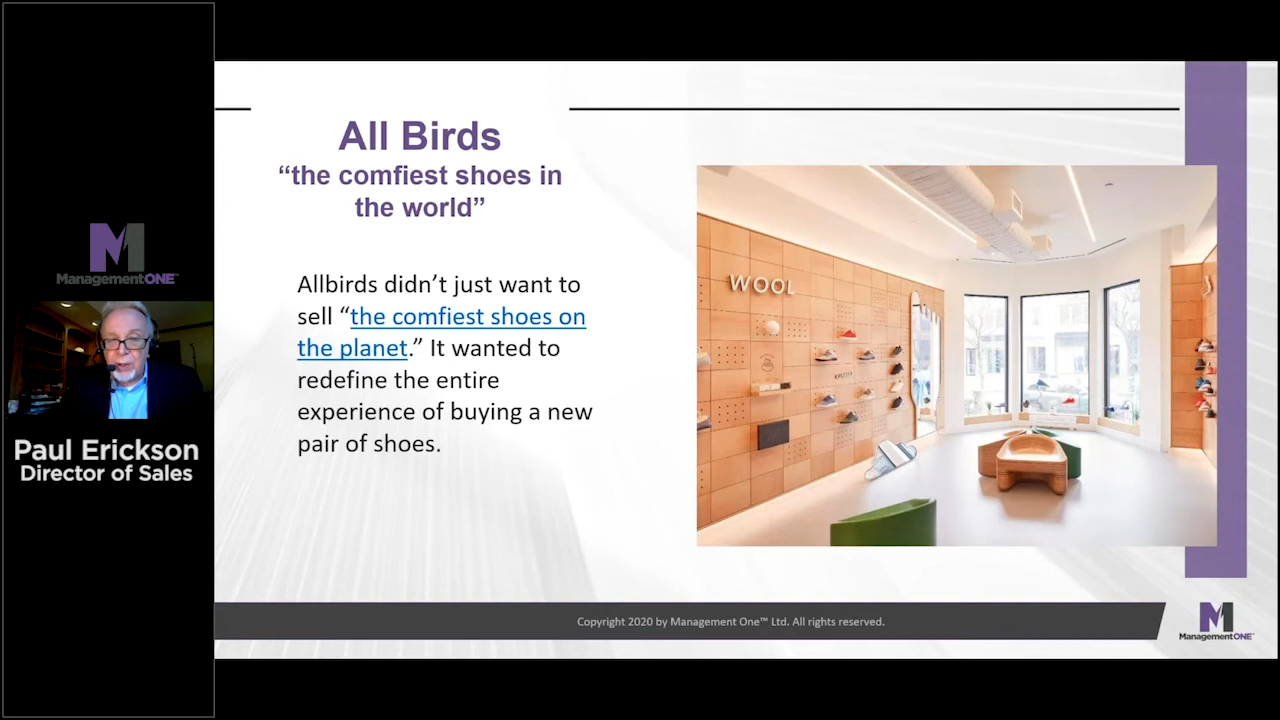 ManagementONE™
Paul Erickson
Director of Sales
All Birds
“the comfiest shoes in
the world”
Allbirds didn’t just want to
sell “the comfiest shoes on
the planet.” It wanted to
redefine the entire
experience of buying a new
pair of shoes.
WOOL
Copyright 2020 by Management One™ Ltd. All rights reserved.
ManagementONE™